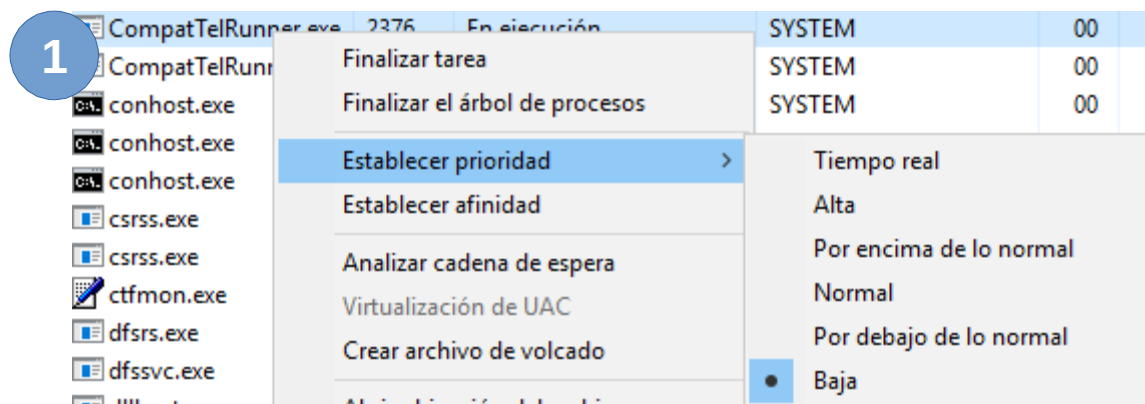 1
CompatTelRunner.exe 2376 En ejecución SYSTEM 00
CompatTelRunr SYSTEM 00
conhost.exe SYSTEM 00
conhost.exe
conhost.exe
csrss.exe
csrss.exe
ctfmon.exe
dfsrs.exe
dfssvc.exe
Finalizar tarea
Finalizar el árbol de procesos
Establecer prioridad
Establecer afinidad
Analizar cadena de espera
Virtualización de UAC
Crear archivo de volcado
Tiempo real
Alta
Por encima de lo normal
Normal
Por debajo de lo normal
Baja